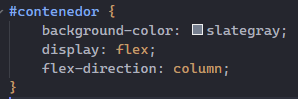 #contenedor {
background-color: slategray;
display: flex;
flex-direction: column;
}